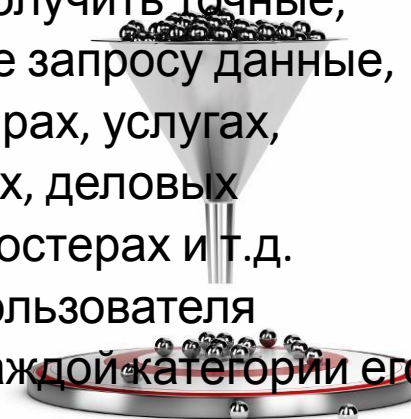 олучить точные,
е запросу данные,
рах, услугах,
х, деловых
остерах и т.д.
ользователя
аждой категории его